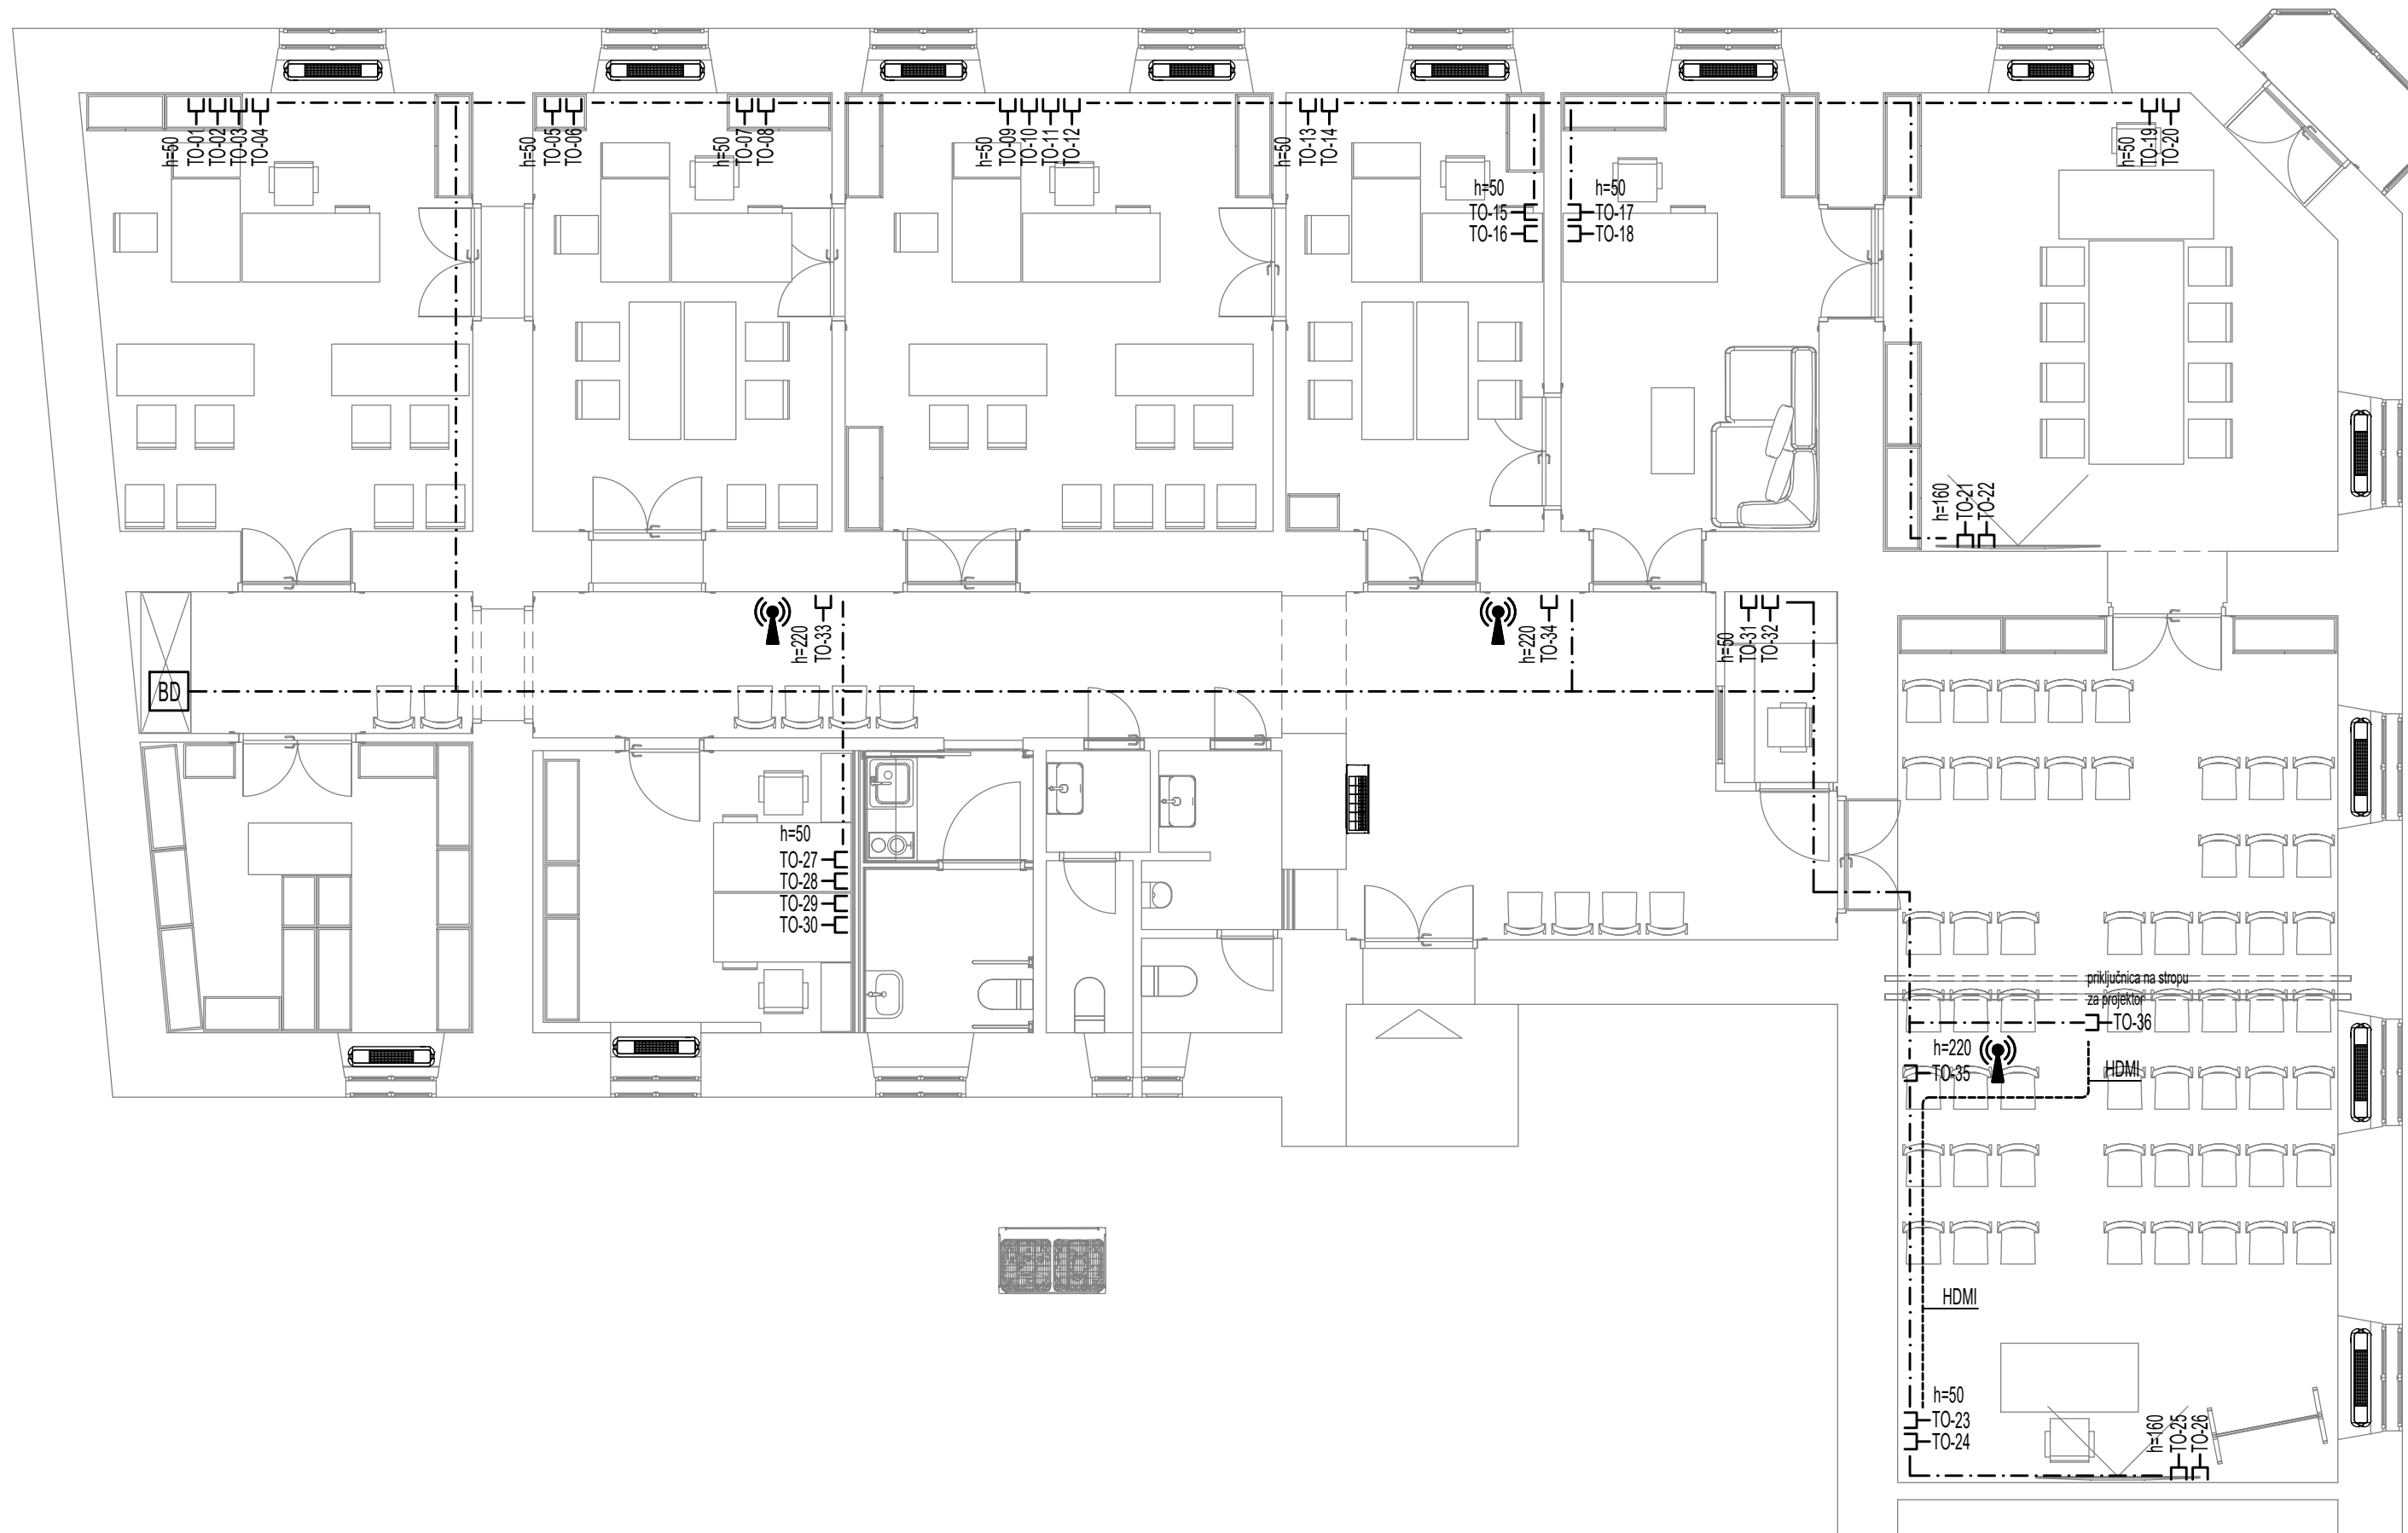 h=50
TO-01
TO-02
TO-03
TO-04
h=50
TO-05
TO-06
h=50
TO-07
TO-08
h=50
TO-09
TO-10
TO-11
TO-12
h=50
TO-13
TO-14
h=50
TO-15
TO-16
h=50
TO-17
TO-18
h=50
TO-19
TO-20
h=160
TO-21
TO-22
h=220
TO-33
h=220
TO-34
h=50
TO-31
TO-32
BD
h=50
TO-27
TO-28
TO-29
TO-30
priključnica na stropu
za projektor
TO-36
h=220
TO-35
HDMI
HDMI
h=50
TO-23
TO-24
h=160
TO-25
TO-26